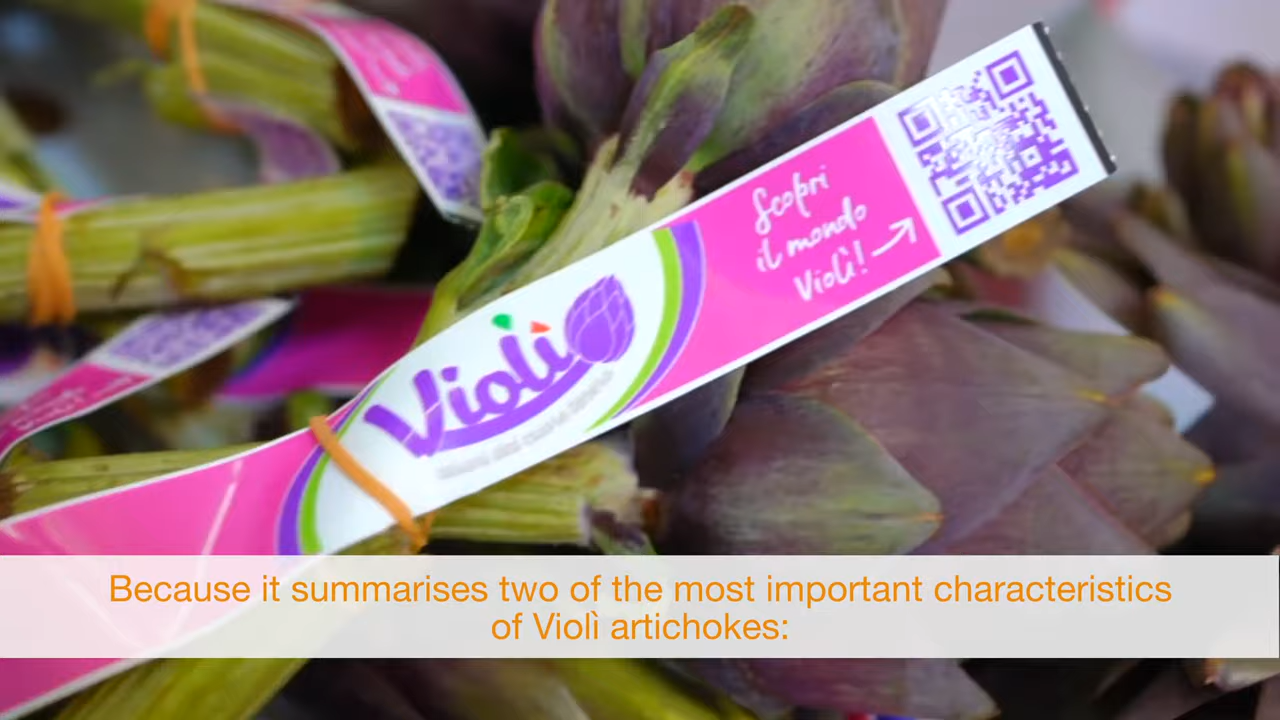 Scopri
il mondo
Violì!
Violì
Because it summarises two of the most important characteristics
of Violì artichokes: